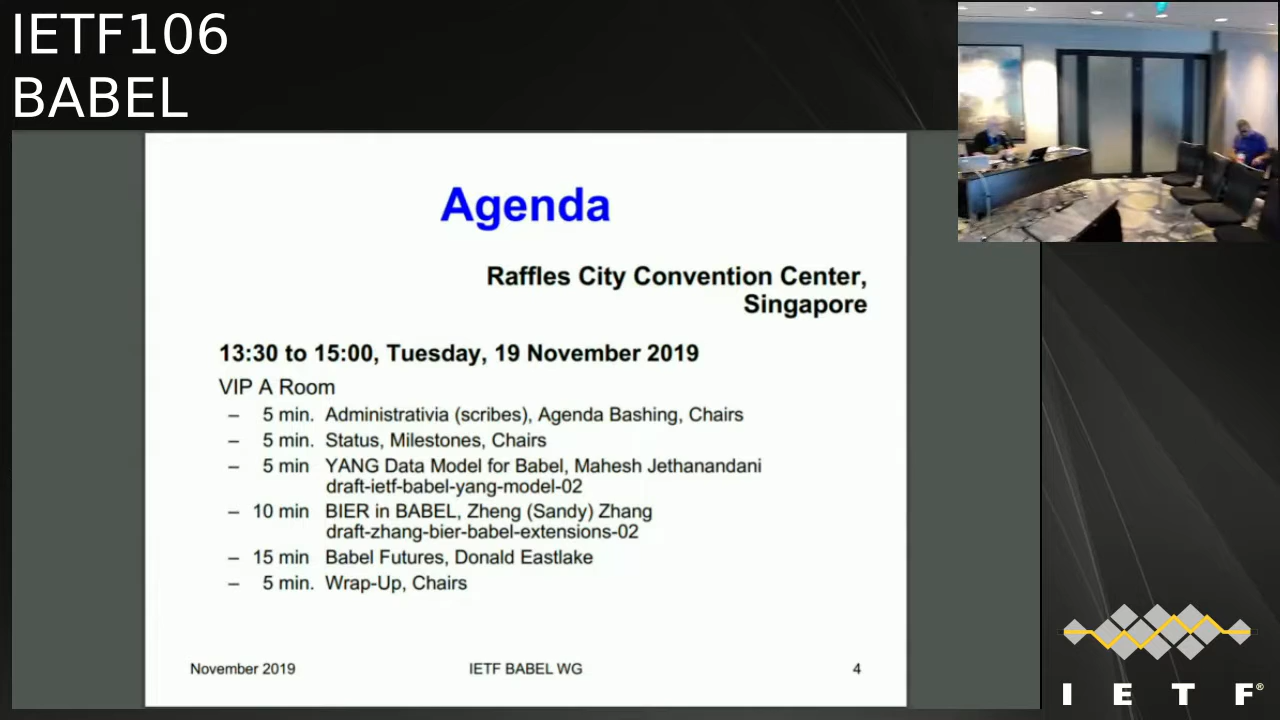 IETF106
BABEL
Agenda
Raffles City Convention Center,
Singapore
13:30 to 15:00, Tuesday, 19 November 2019
VIP A Room
– 5 min. Administrativia (scribes), Agenda Bashing, Chairs
– 5 min. Status, Milestones, Chairs
– 5 min YANG Data Model for Babel, Mahesh Jethanandani
draft-ietf-babel-yang-model-02
– 10 min BIER in BABEL, Zheng (Sandy) Zhang
draft-zhang-bier-babel-extensions-02
– 15 min Babel Futures, Donald Eastlake
– 5 min. Wrap-Up, Chairs
November 2019 IETF BABEL WG 4
I E T F®